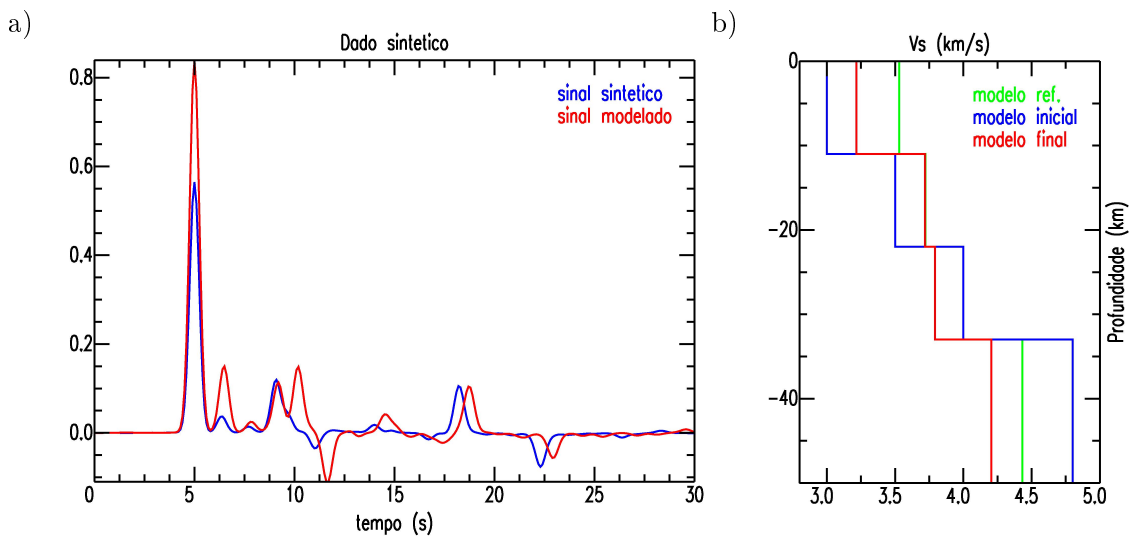 a)
Dado sintetico
sinal sintetico
sinal modelado
0.8
0.6
0.4
0.2
0.0
0 5 10 15 20 25 30
tempo (s)
b)
Vs (km/s)
modelo ref.
modelo inicial
modelo final
0
-20
-40
Profundidade (km)
3.0 3.5 4.0 4.5 5.0